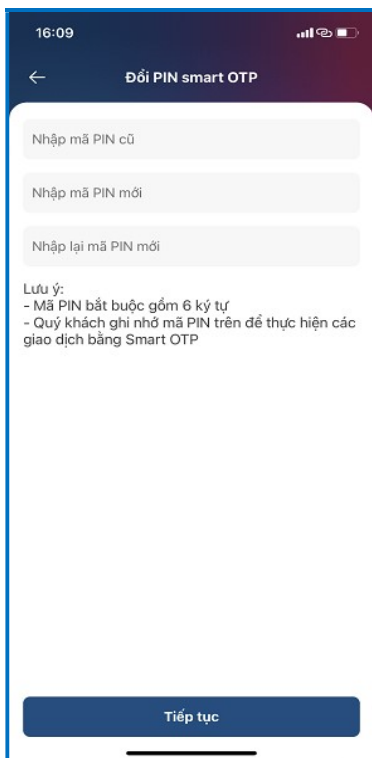 16:09
Đổi PIN smart OTP
Nhập mã PIN cũ
Nhập mã PIN mới
Nhập lại mã PIN mới
Lưu ý:
- Mã PIN bắt buộc gồm 6 ký tự
- Quý khách ghi nhớ mã PIN trên để thực hiện các
giao dịch bằng Smart OTP
Tiếp tục